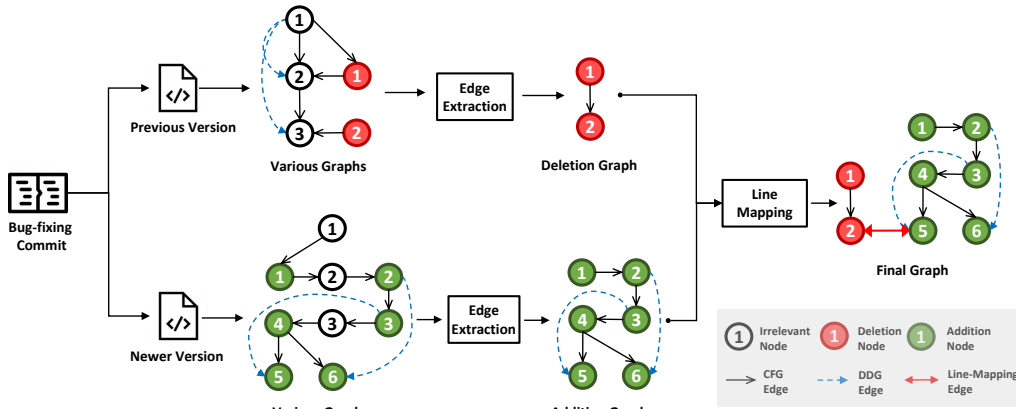 1
2
1
3
2
</>
Previous Version
Various Graphs
Edge
Extraction
1
2
Deletion Graph
Bug-fixing
Commit
Line
Mapping
1
2
1
2
4
3
5
6
Final Graph
1
1
2
2
4
3
3
5
6
</>
Newer Version
Edge
Extraction
1
2
4
3
5
6
1
Irrelevant
Node
1
Deletion
Node
1
Addition
Node
CFG
Edge
DDG
Edge
Line-Mapping
Edge